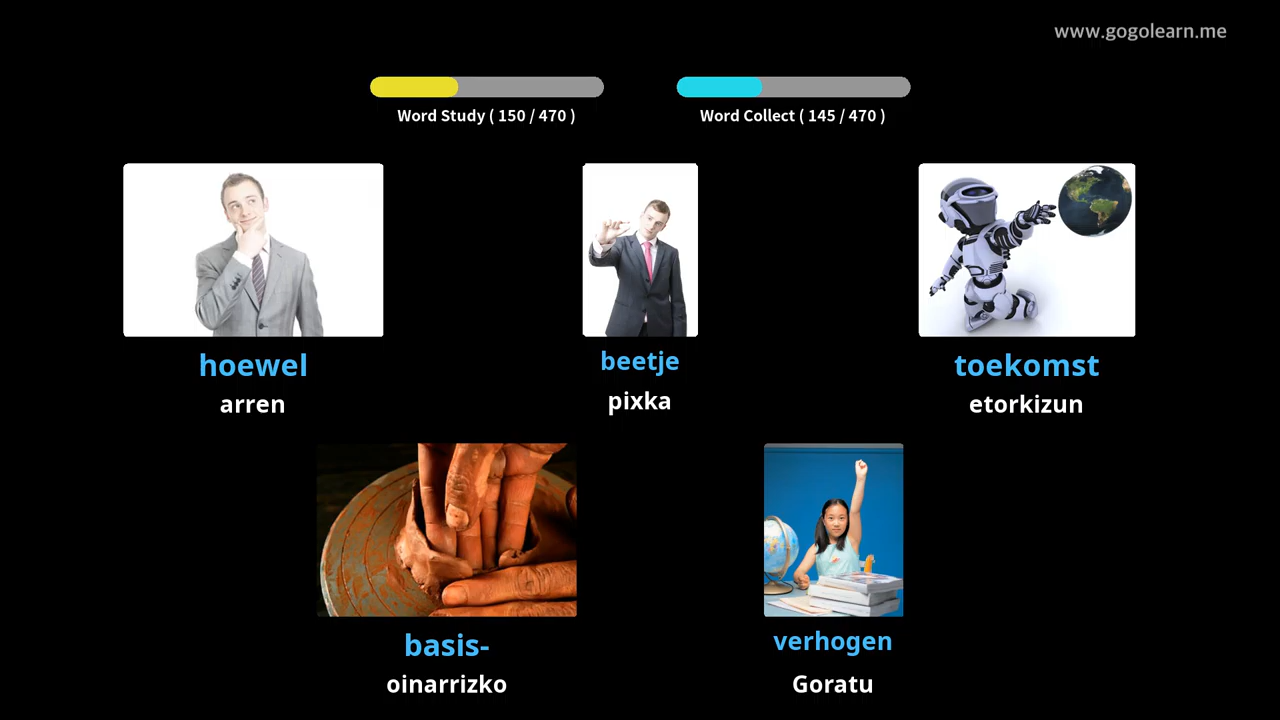 www.gogolearn.me
Word Study ( 150 / 470 )
Word Collect ( 145 / 470 )
hoewel
arren
beetje
pixka
toekomst
etorkizun
basis-
oinarrizko
verhogen
Goratu